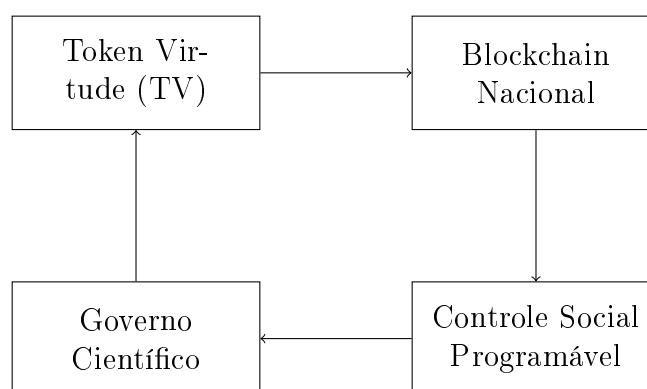 Token Vir-
tude (TV)
Blockchain
Nacional
Governo
Científico
Controle Social
Programável